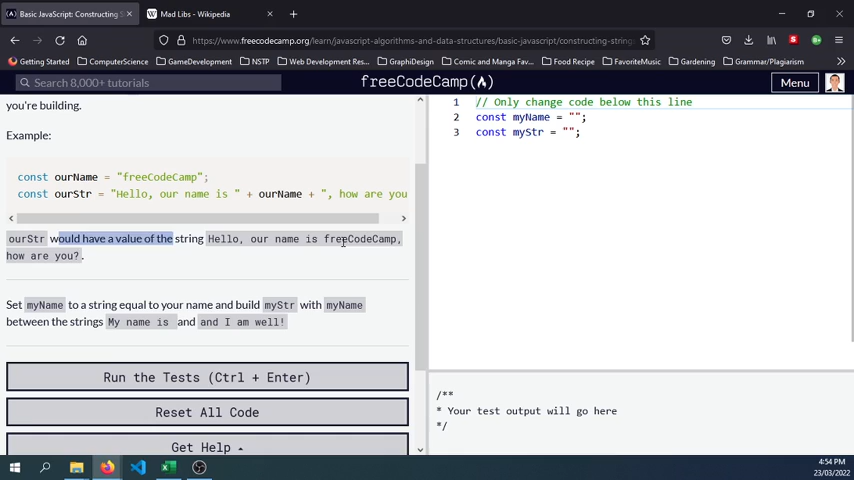 Basic JavaScript: Constructing S
Mad Libs - Wikipedia
https://www.freecodecamp.org/learn/javascript-algorithms-and-data-structures/basic-javascript/constructing-string
Getting Started
ComputerScience
GameDevelopment
NSTP
Web Development Res...
GraphiDesign
Comic and Manga Fav...
Food Recipe
FavoriteMusic
Gardening
Grammar/Plagiarism
Search 8,000+ tutorials
freeCodeCamp
Menu
you're building.
Example:
const ourName = "freeCodeCamp";
const ourStr = "Hello, our name is " + ourName + ", how are you
ourStr would have a value of the string Hello, our name is freeCodeCamp,
how are you? .
Set myName to a string equal to your name and build myStr with myName
between the strings My name is and and I am well!
Run the Tests (Ctrl + Enter)
Reset All Code
Get Help
1 // Only change code below this line
2 const myName = "";
3 const myStr = "";
/**
* Your test output will go here
*/
4:54 PM
23/03/2022